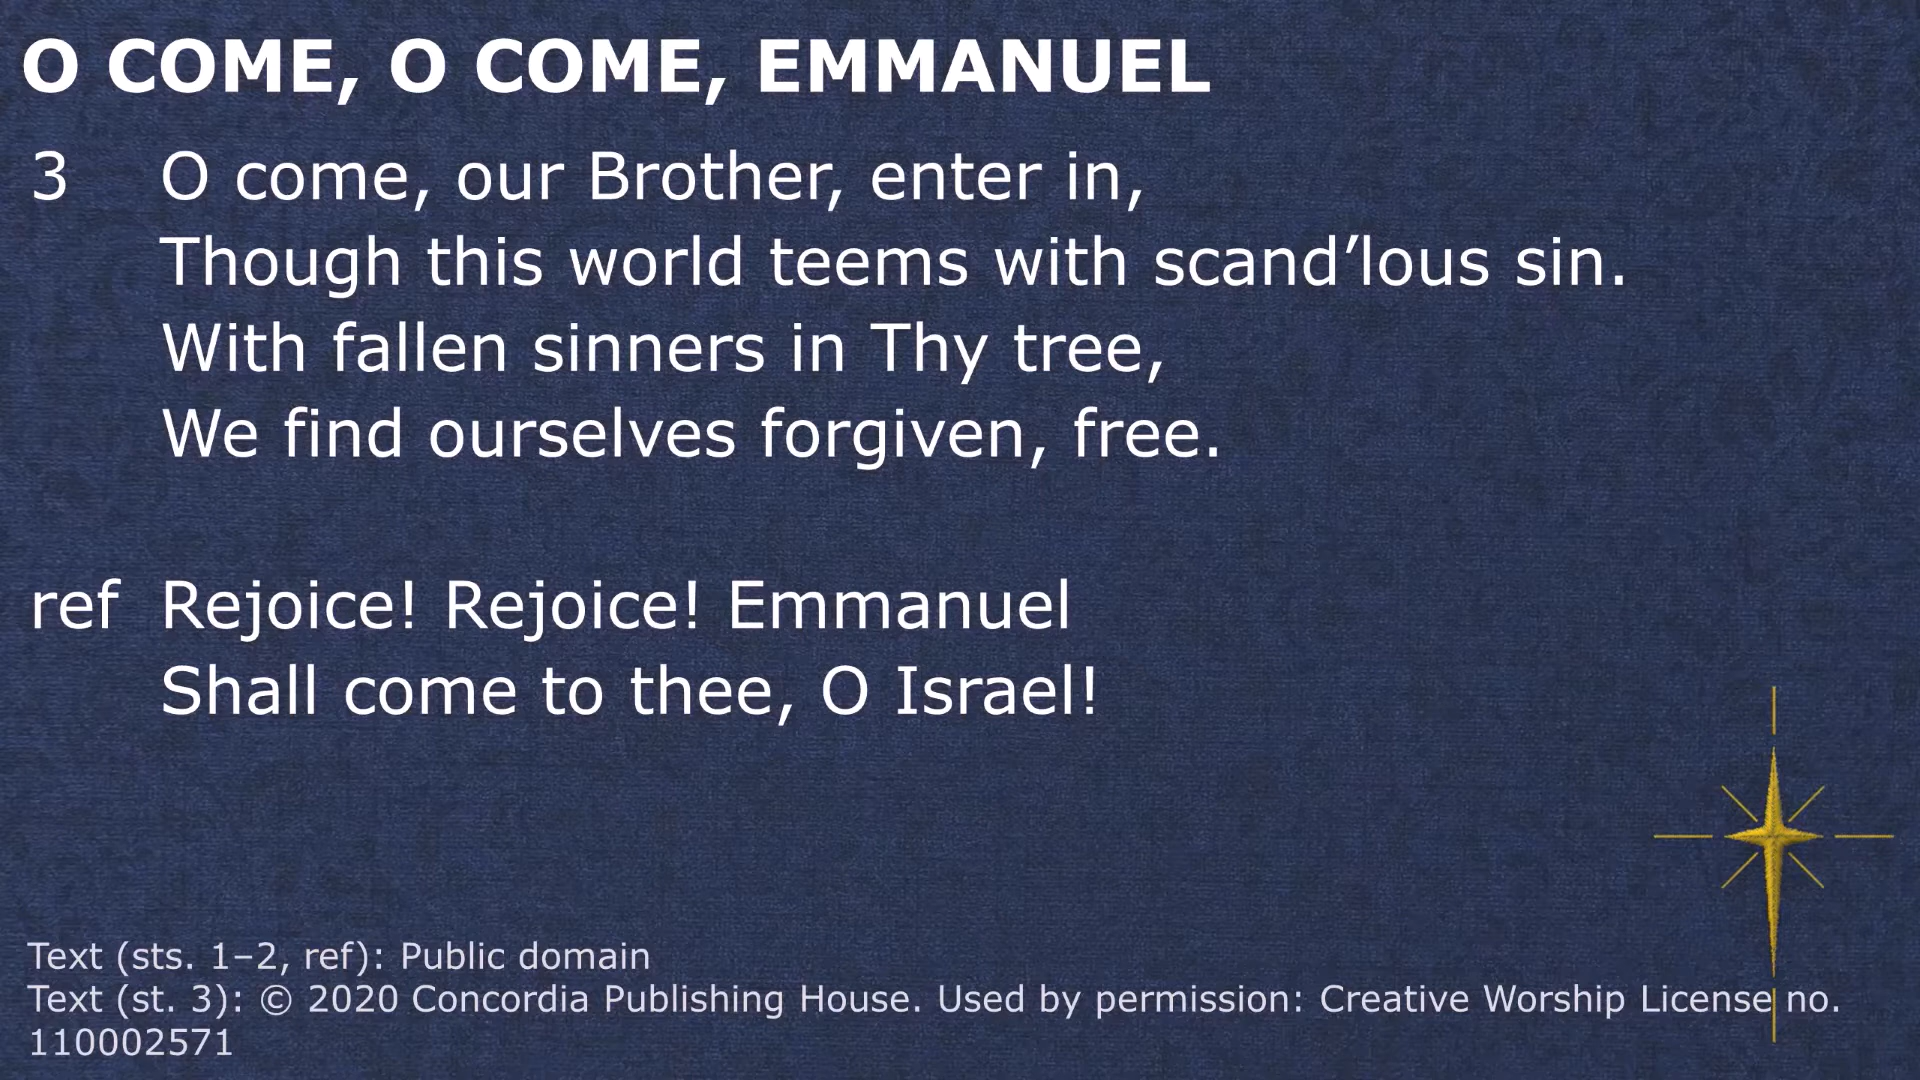 O COME, O COME, EMMANUEL
3 O come, our Brother, enter in,
Though this world teems with scand’lous sin.
With fallen sinners in Thy tree,
We find ourselves forgiven, free.
ref Rejoice! Rejoice! Emmanuel
Shall come to thee, O Israel!
Text (sts. 1–2, ref): Public domain
Text (st. 3): © 2020 Concordia Publishing House. Used by permission: Creative Worship License no.
110002571